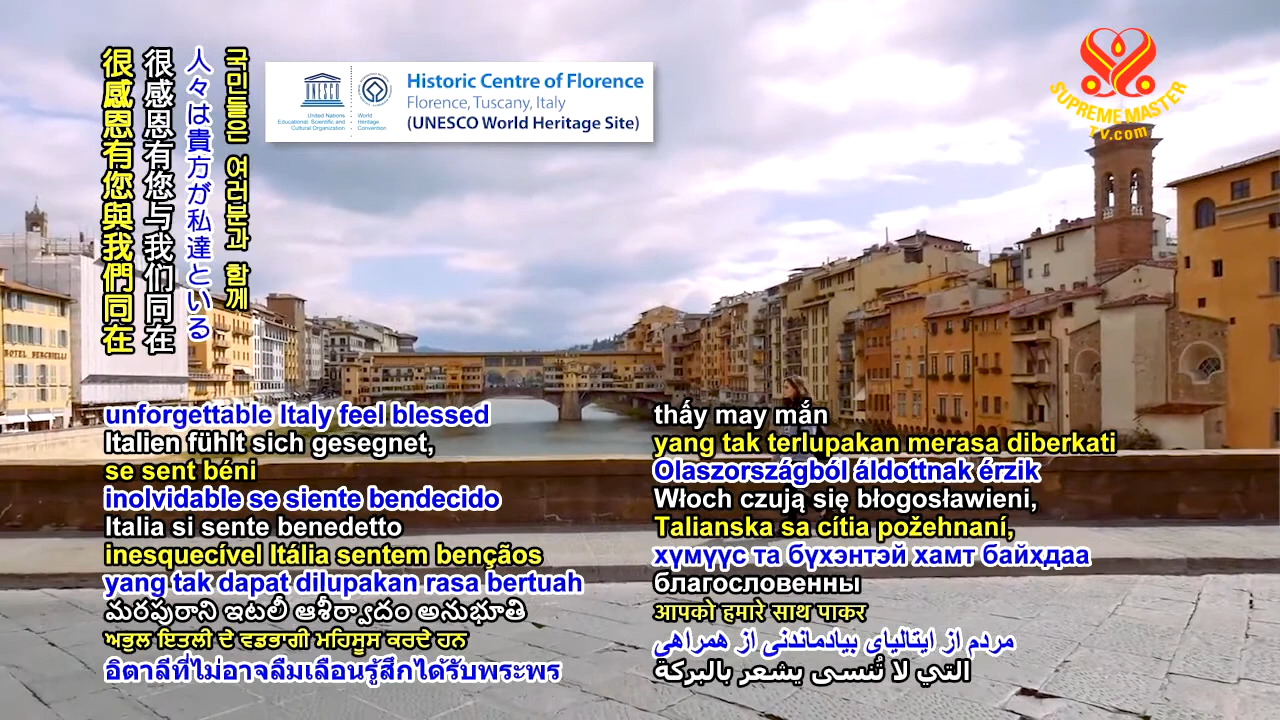 很感恩有您與我們同在
很感恩有您与我们同在
人々は貴方が私達といる
국민들은 여러분과 함께
UNESCO
United Nations
Educational, Scientific and
Cultural Organization
World
Heritage
Convention
Historic Centre of Florence
Florence, Tuscany, Italy
(UNESCO World Heritage Site)
SUPREME MASTER
TV.com
HOTEL BERCHIELLI
unforgettable Italy feel blessed
Italien fühlt sich gesegnet,
se sent béni
inolvidable se siente bendecido
Italia si sente benedetto
inesquecível Itália sentem bençãos
yang tak dapat dilupakan rasa bertuah
మరపురాని ఇటలీ ఆశీర్వాదం అనుభూతి
ਅਭੁਲ ਇਤਲੀ ਦੇ ਵਡਭਾਗੀ ਮਹਿਸੂਸ ਕਰਦੇ ਹਨ
อิตาลีที่ไม่อาจลืมเลือนรู้สึกได้รับพระพร
thấy may mắn
yang tak terlupakan merasa diberkati
Olaszországból áldottnak érzik
Włoch czują się błogosławieni,
Talianska sa cítia požehnaní,
хүмүүс та бүхэнтэй хамт байхдаа
благословенны
आपको हमारे साथ पाकर
مردم از ایتالیای بیادماندنی از همراهی
التي لا تُنسى يشعر بالبركة